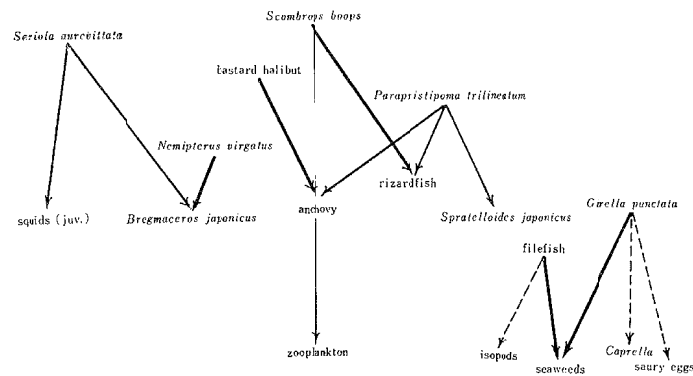 Scombrops boops
Seriola aureovittata
bastard halibut
Parapristipoma trilineatum
Nemipterus virgatus
rizardfish
squids (juv.)
Bregmaceros japonicus
anchovy
Spratelloides japonicus
Girella punctata
filefish
zooplankton
isopods
seaweeds
Caprella
saury eggs